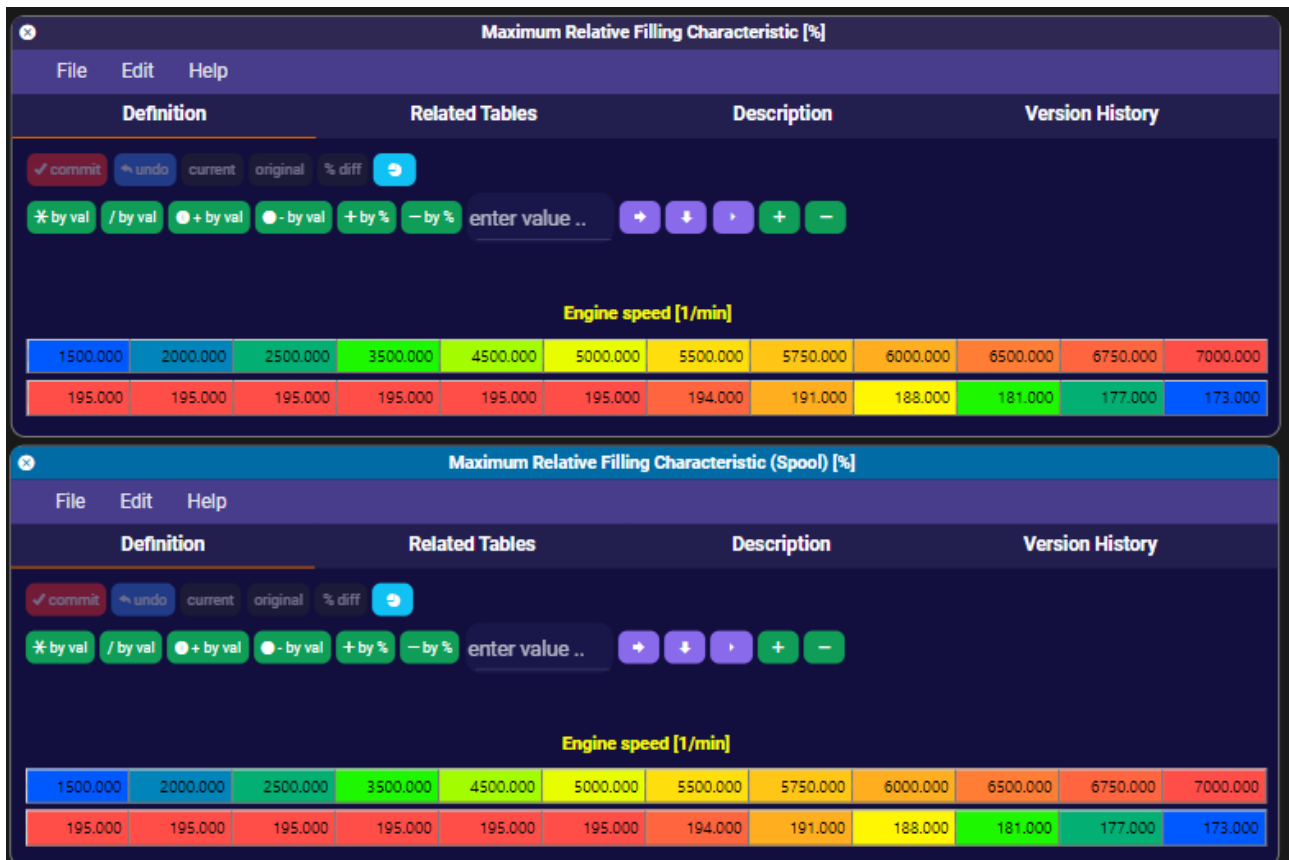 Maximum Relative Filling Characteristic [%]
File Edit Help
Definition Related Tables Description Version History
commit undo current original % diff
by val / by val + by val - by val + by % — by % enter value .. + −
Engine speed [1/min]
1500.000 2000.000 2500.000 3500.000 4500.000 5000.000 5500.000 5750.000 6000.000 6500.000 6750.000 7000.000
195.000 195.000 195.000 195.000 195.000 195.000 194.000 191.000 188.000 181.000 177.000 173.000
Maximum Relative Filling Characteristic (Spool) [%]
File Edit Help
Definition Related Tables Description Version History
commit undo current original % diff
by val / by val + by val - by val + by % — by % enter value .. + −
Engine speed [1/min]
1500.000 2000.000 2500.000 3500.000 4500.000 5000.000 5500.000 5750.000 6000.000 6500.000 6750.000 7000.000
195.000 195.000 195.000 195.000 195.000 195.000 194.000 191.000 188.000 181.000 177.000 173.000